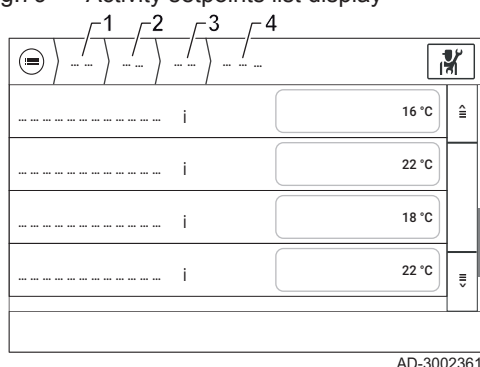 Activity setpoints list display
1 2 3 4
... ... ... ... ... ... ... ... ...
... ... ... ... ... ... ... ... ... ... ... ... i 16 °C
... ... ... ... ... ... ... ... ... ... ... ... i 22 °C
... ... ... ... ... ... ... ... ... ... ... ... i 18 °C
... ... ... ... ... ... ... ... ... ... ... ... i 22 °C
AD-3002361